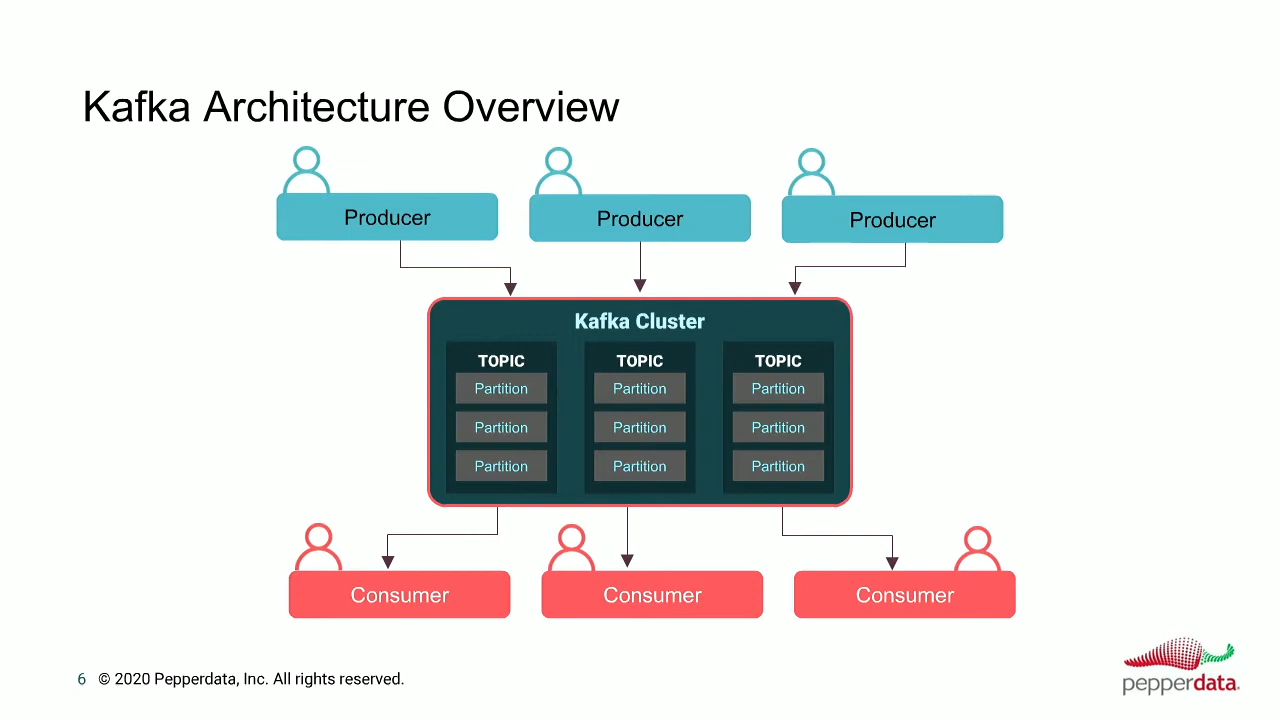 Kafka Architecture Overview
Producer
Producer
Producer
Kafka Cluster
TOPIC
TOPIC
TOPIC
Partition
Partition
Partition
Partition
Partition
Partition
Partition
Partition
Partition
Consumer
Consumer
Consumer
6 © 2020 Pepperdata, Inc. All rights reserved.
pepperdata